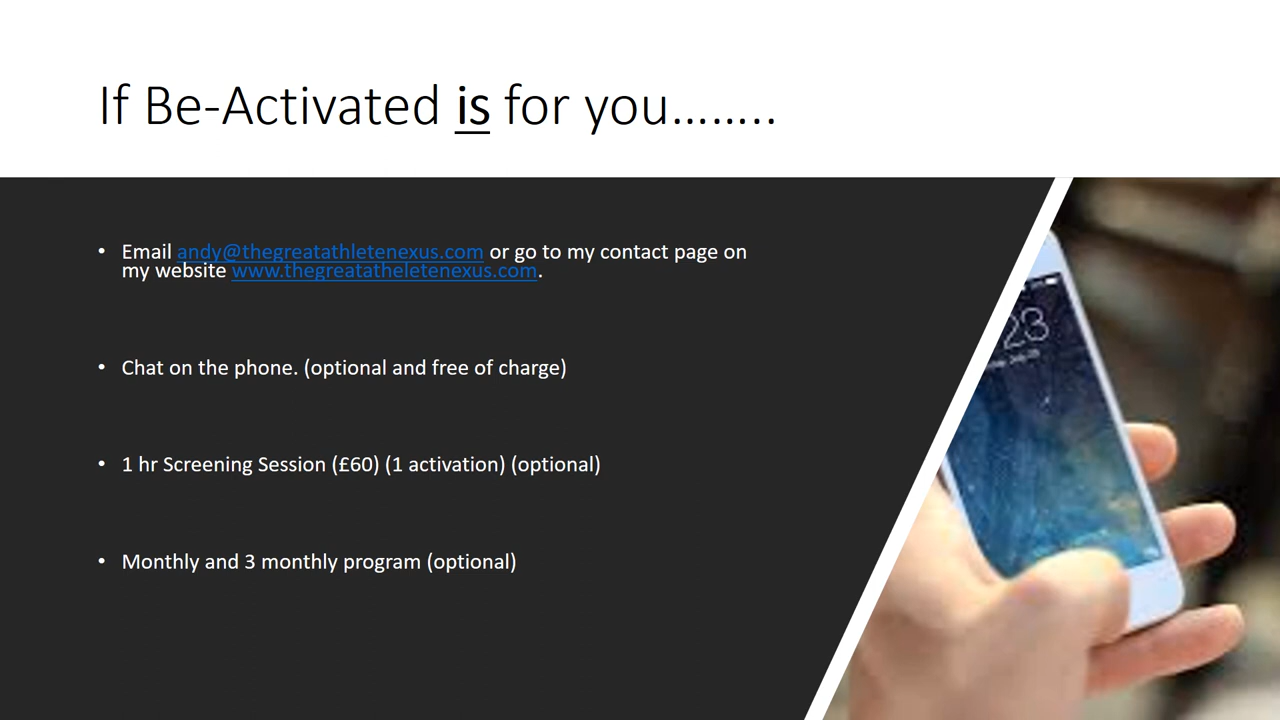 If Be-Activated is for you……..
• Email andy@thegreatathletenexus.com or go to my contact page on
my website www.thegreatatheletenexus.com.
• Chat on the phone. (optional and free of charge)
• 1 hr Screening Session (£60) (1 activation) (optional)
• Monthly and 3 monthly program (optional)
23